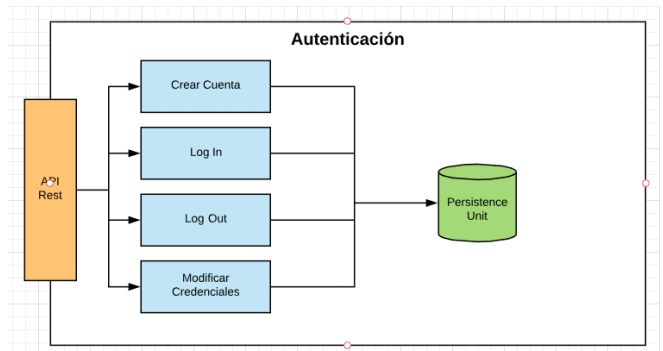 Autenticación
Crear Cuenta
Log In
API
Rest
Log Out
Persistence
Unit
Modificar
Credenciales